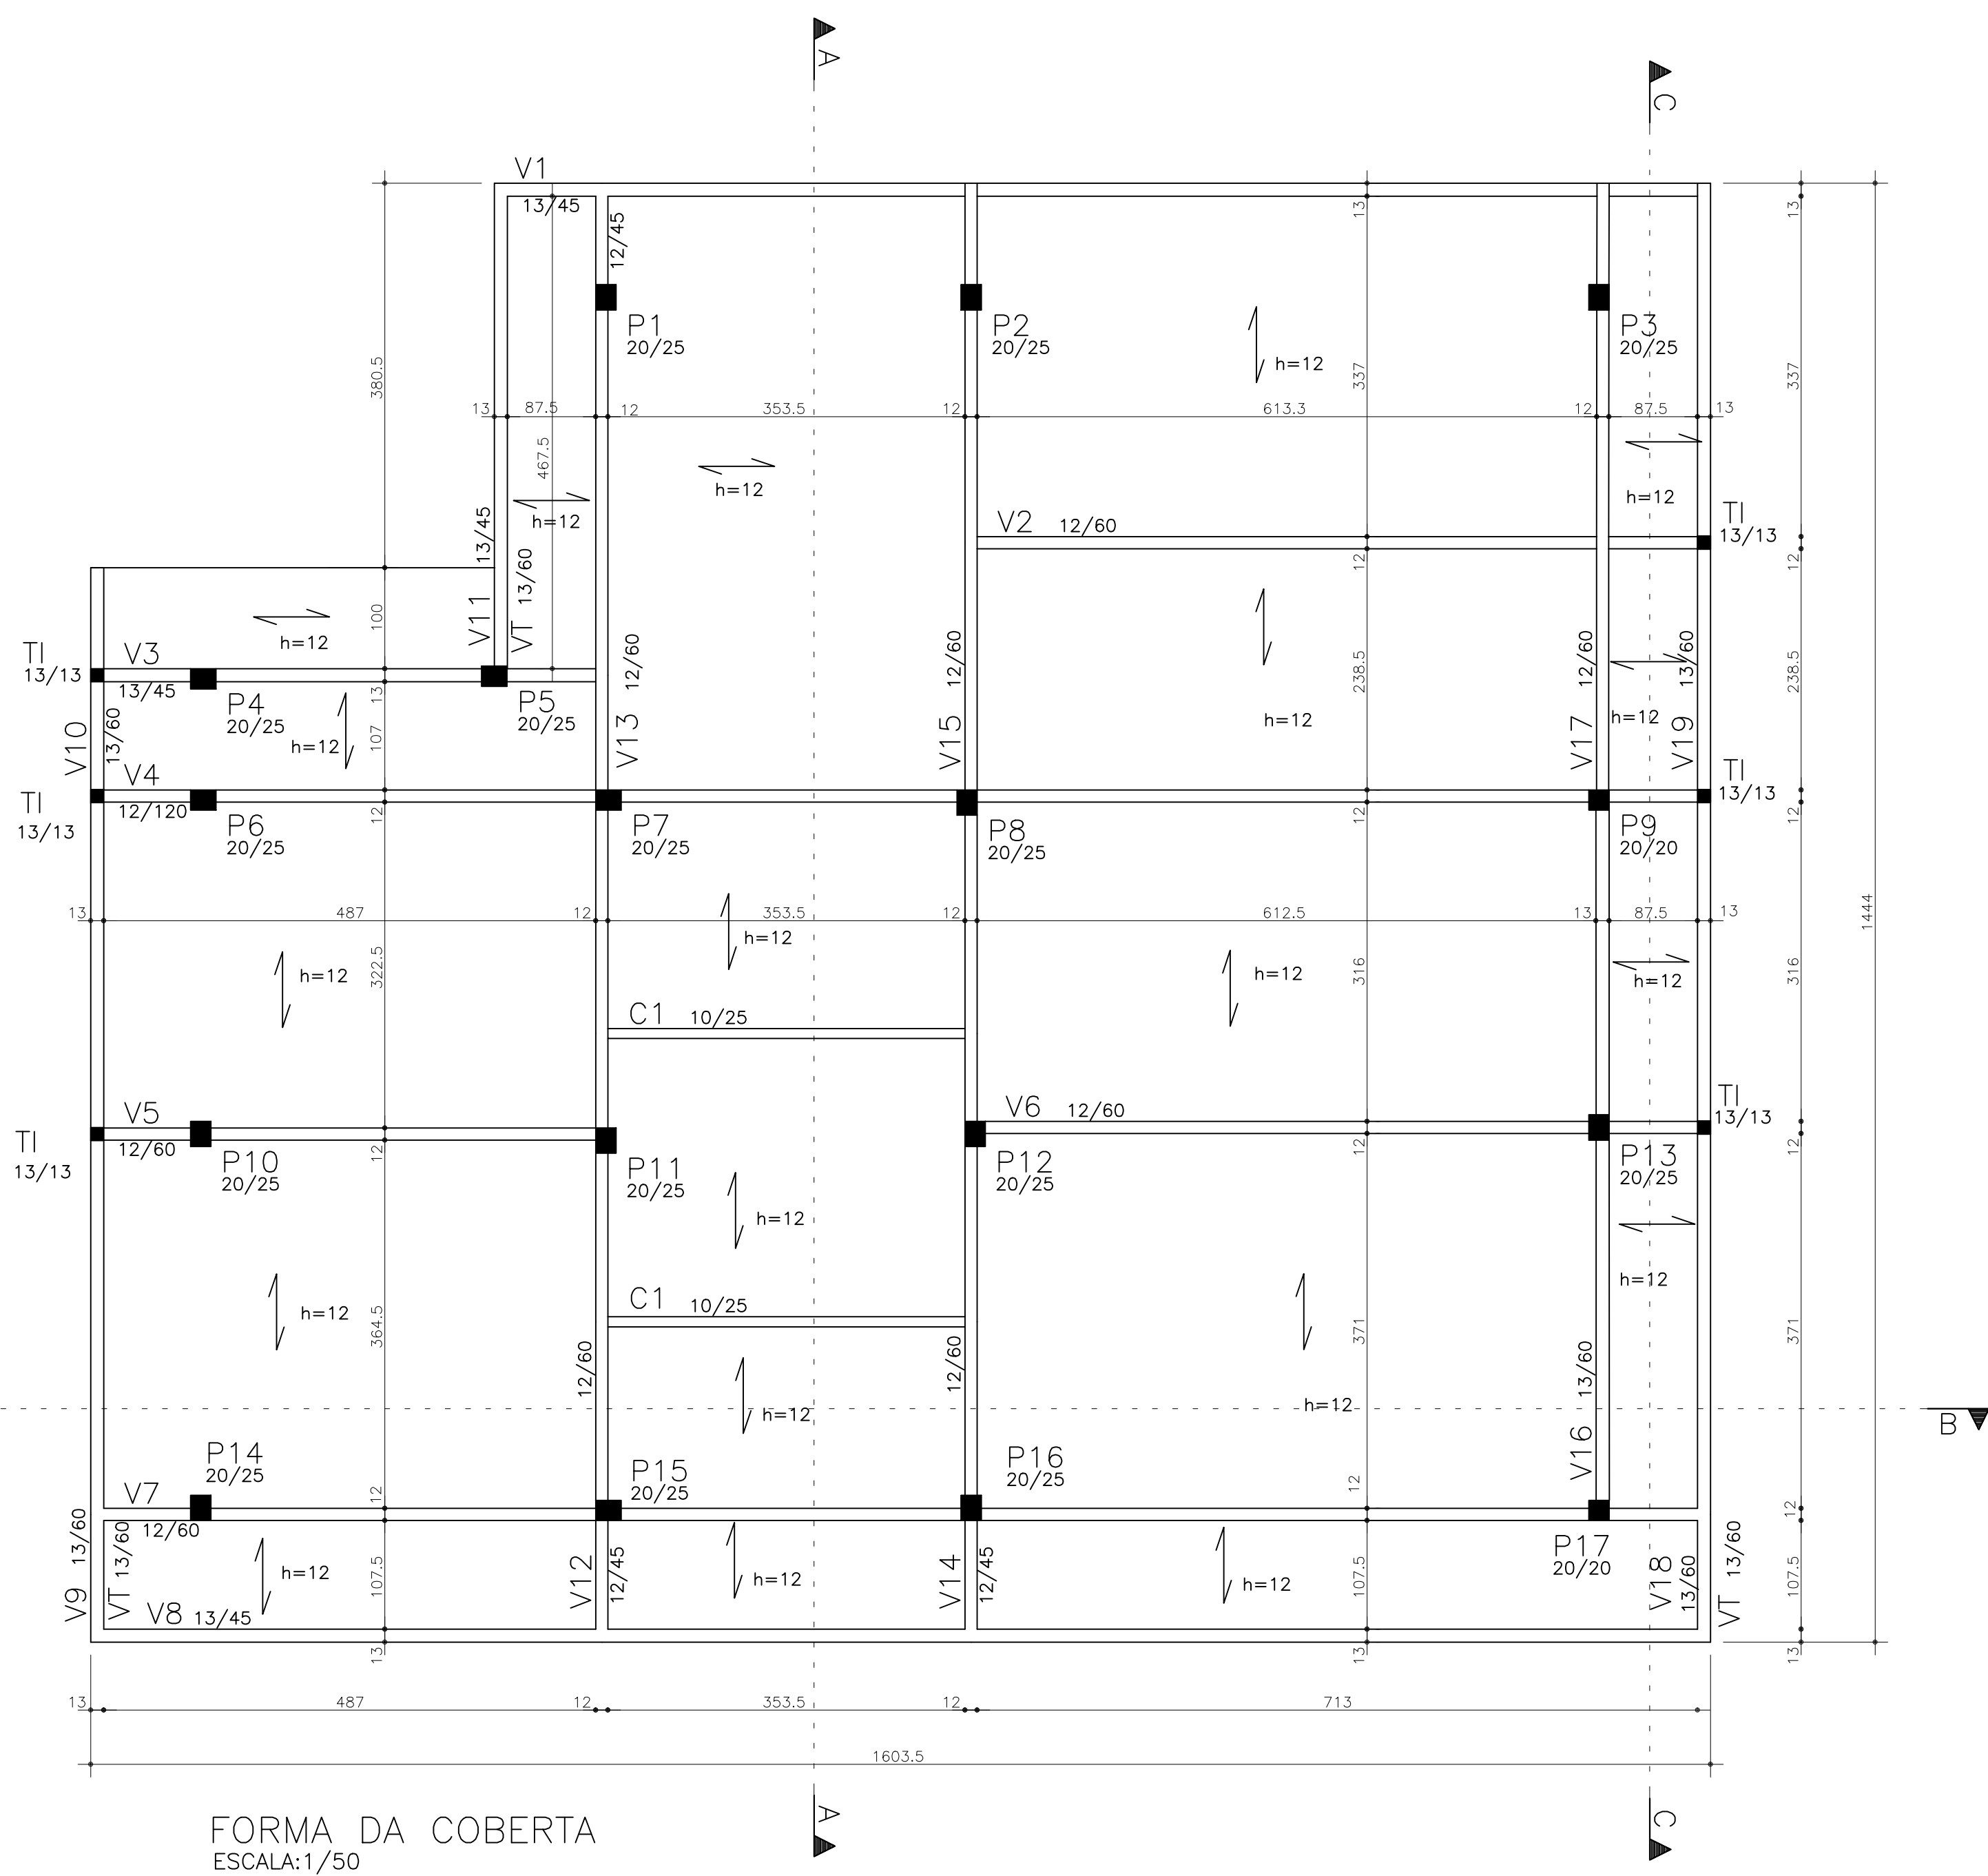 A
C
V1
13/45
12/45
13
13
P1
20/25
P2
20/25
P3
20/25
h=12
380.5
337
337
13
87.5
12
353.5
12
613.3
12
87.5
13
467.5
h=12
h=12
h=12
13/45
V2 12/60
TI
13/13
12
12
13/60
V11
VT
100
h=12
TI
13/13
V3
13/45
13
P4
20/25
P5
20/25
12/60
12/60
12/60
13/60
238.5
238.5
h=12
h=12
V10
13/60
107
h=12
V13
V15
V17
V19
V4
12/120
TI
13/13
TI
13/13
12
12
12
P6
20/25
P7
20/25
P8
20/25
P9
20/20
13
487
12
353.5
12
612.5
13
87.5
13
1444
322.5
316
316
h=12
h=12
h=12
h=12
C1 10/25
V5
12/60
TI
13/13
V6 12/60
TI
13/13
12
12
12
P10
20/25
P11
20/25
P12
20/25
P13
20/25
h=12
h=12
h=12
C1 10/25
364.5
371
371
12/60
12/60
13/60
h=12
h=12
B
V16
P14
20/25
P15
20/25
P16
20/25
V7
12/60
12
12
12
P17
20/20
13/60
V9
13/60
VT
107.5
h=12
V12
12/45
h=12
V14
12/45
h=12
107.5
V18
13/60
VT
13/60
107.5
V8 13/45
13
13
13
13
487
12
353.5
12
713
1603.5
A
C
FORMA DA COBERTA
ESCALA:1/50